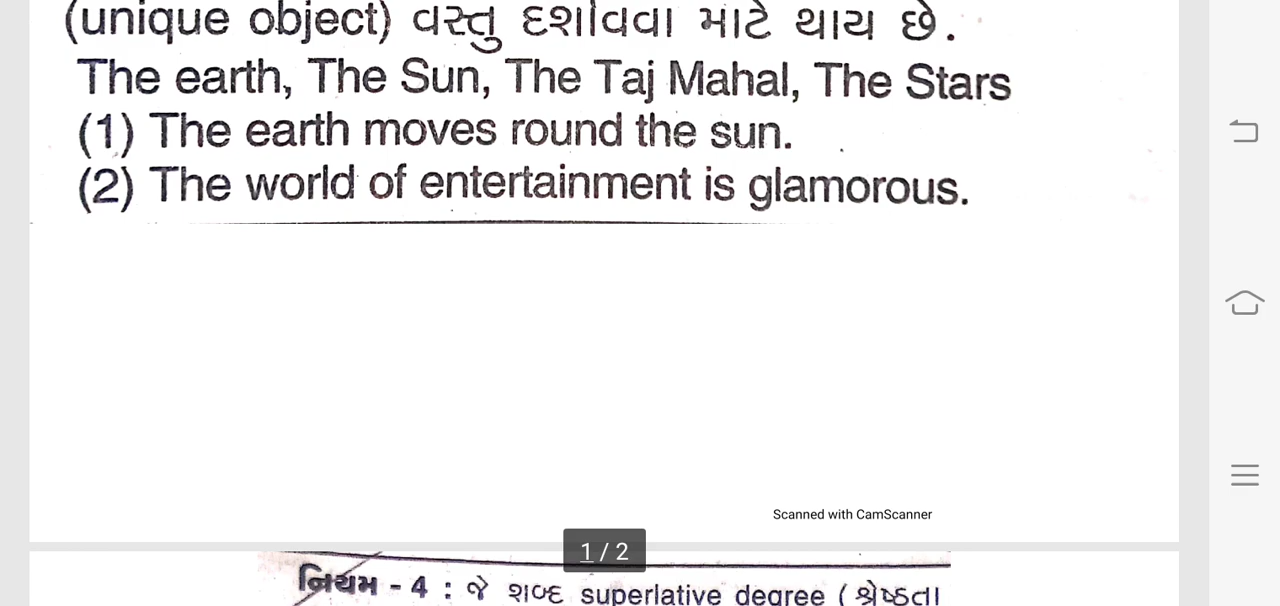 (unique object) વસ્તુ દર્શાવવા માટે થાય છે.
The earth, The Sun, The Taj Mahal, The Stars
(1) The earth moves round the sun.
(2) The world of entertainment is glamorous.
Scanned with CamScanner
1 / 2
નિયમ - 4 : જે શબ્દ superlative degree ( શ્રેષ્ઠતા